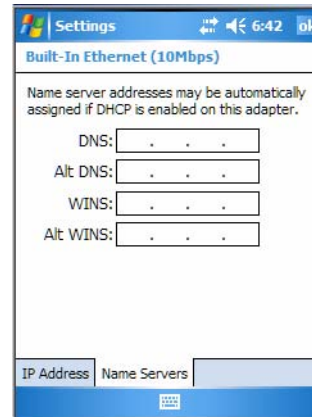 Settings 6:42 ok
Built-In Ethernet (10Mbps)
Name server addresses may be automatically
assigned if DHCP is enabled on this adapter.
DNS: . . .
Alt DNS: . . .
WINS: . . .
Alt WINS: . . .
IP Address Name Servers